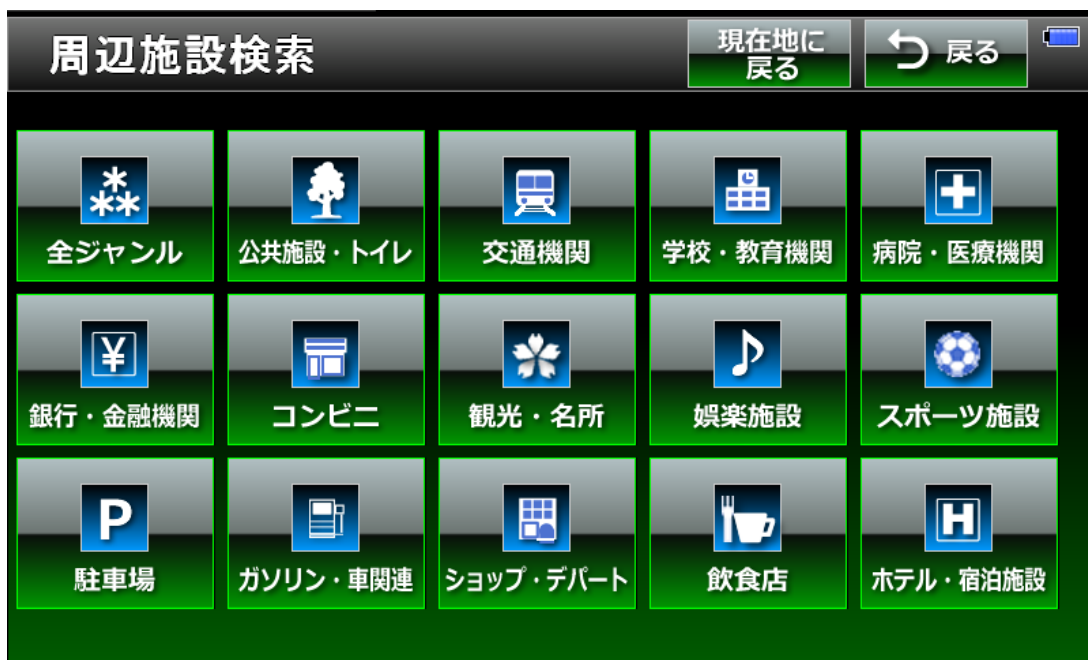 周辺施設検索
現在地に
戻る
戻る
全ジャンル
公共施設・トイレ
交通機関
学校・教育機関
病院・医療機関
¥
銀行・金融機関
コンビニ
観光・名所
娯楽施設
スポーツ施設
P
駐車場
ガソリン・車関連
ショップ・デパート
飲食店
H
ホテル・宿泊施設